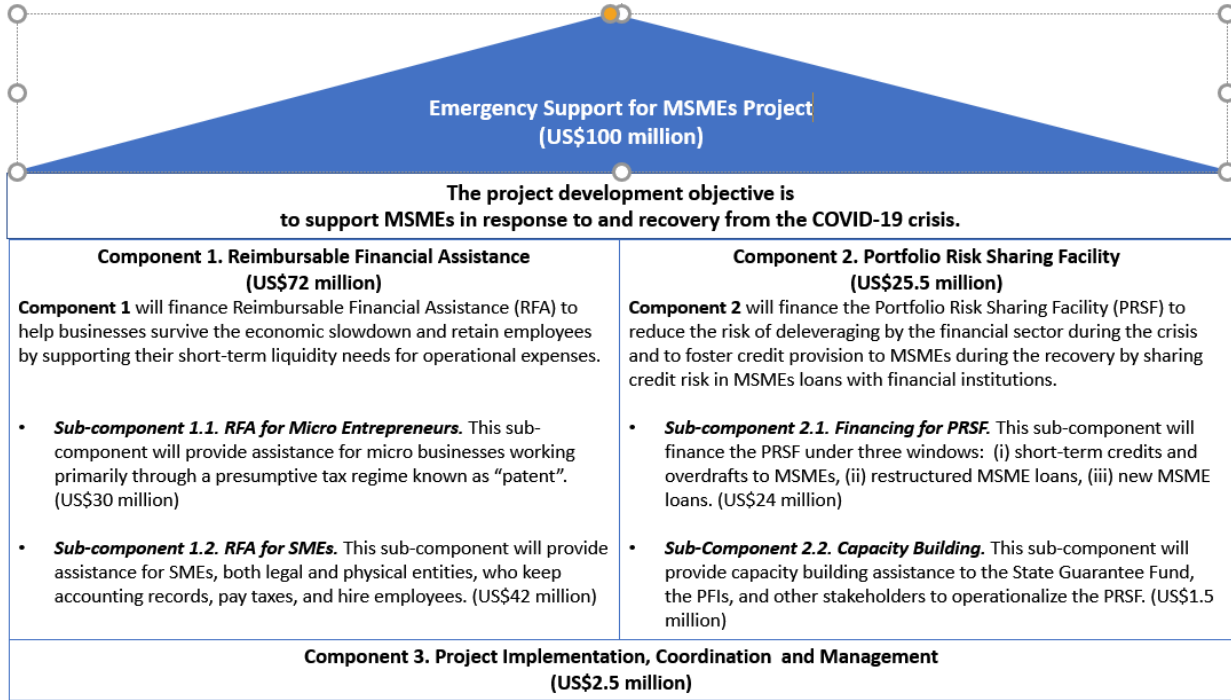 Emergency Support for MSMEs Project
(US$100 million)
The project development objective is
to support MSMEs in response to and recovery from the COVID-19 crisis.
Component 1. Reimbursable Financial Assistance
(US$72 million)
Component 1 will finance Reimbursable Financial Assistance (RFA) to
help businesses survive the economic slowdown and retain employees
by supporting their short-term liquidity needs for operational expenses.
• Sub-component 1.1. RFA for Micro Entrepreneurs. This sub-
component will provide assistance for micro businesses working
primarily through a presumptive tax regime known as “patent”.
(US$30 million)
• Sub-component 1.2. RFA for SMEs. This sub-component will provide
assistance for SMEs, both legal and physical entities, who keep
accounting records, pay taxes, and hire employees. (US$42 million)
Component 2. Portfolio Risk Sharing Facility
(US$25.5 million)
Component 2 will finance the Portfolio Risk Sharing Facility (PRSF) to
reduce the risk of deleveraging by the financial sector during the crisis
and to foster credit provision to MSMEs during the recovery by sharing
credit risk in MSMEs loans with financial institutions.
• Sub-component 2.1. Financing for PRSF. This sub-component will
finance the PRSF under three windows: (i) short-term credits and
overdrafts to MSMEs, (ii) restructured MSME loans, (iii) new MSME
loans. (US$24 million)
• Sub-Component 2.2. Capacity Building. This sub-component will
provide capacity building assistance to the State Guarantee Fund,
the PFIs, and other stakeholders to operationalize the PRSF. (US$1.5
million)
Component 3. Project Implementation, Coordination and Management
(US$2.5 million)